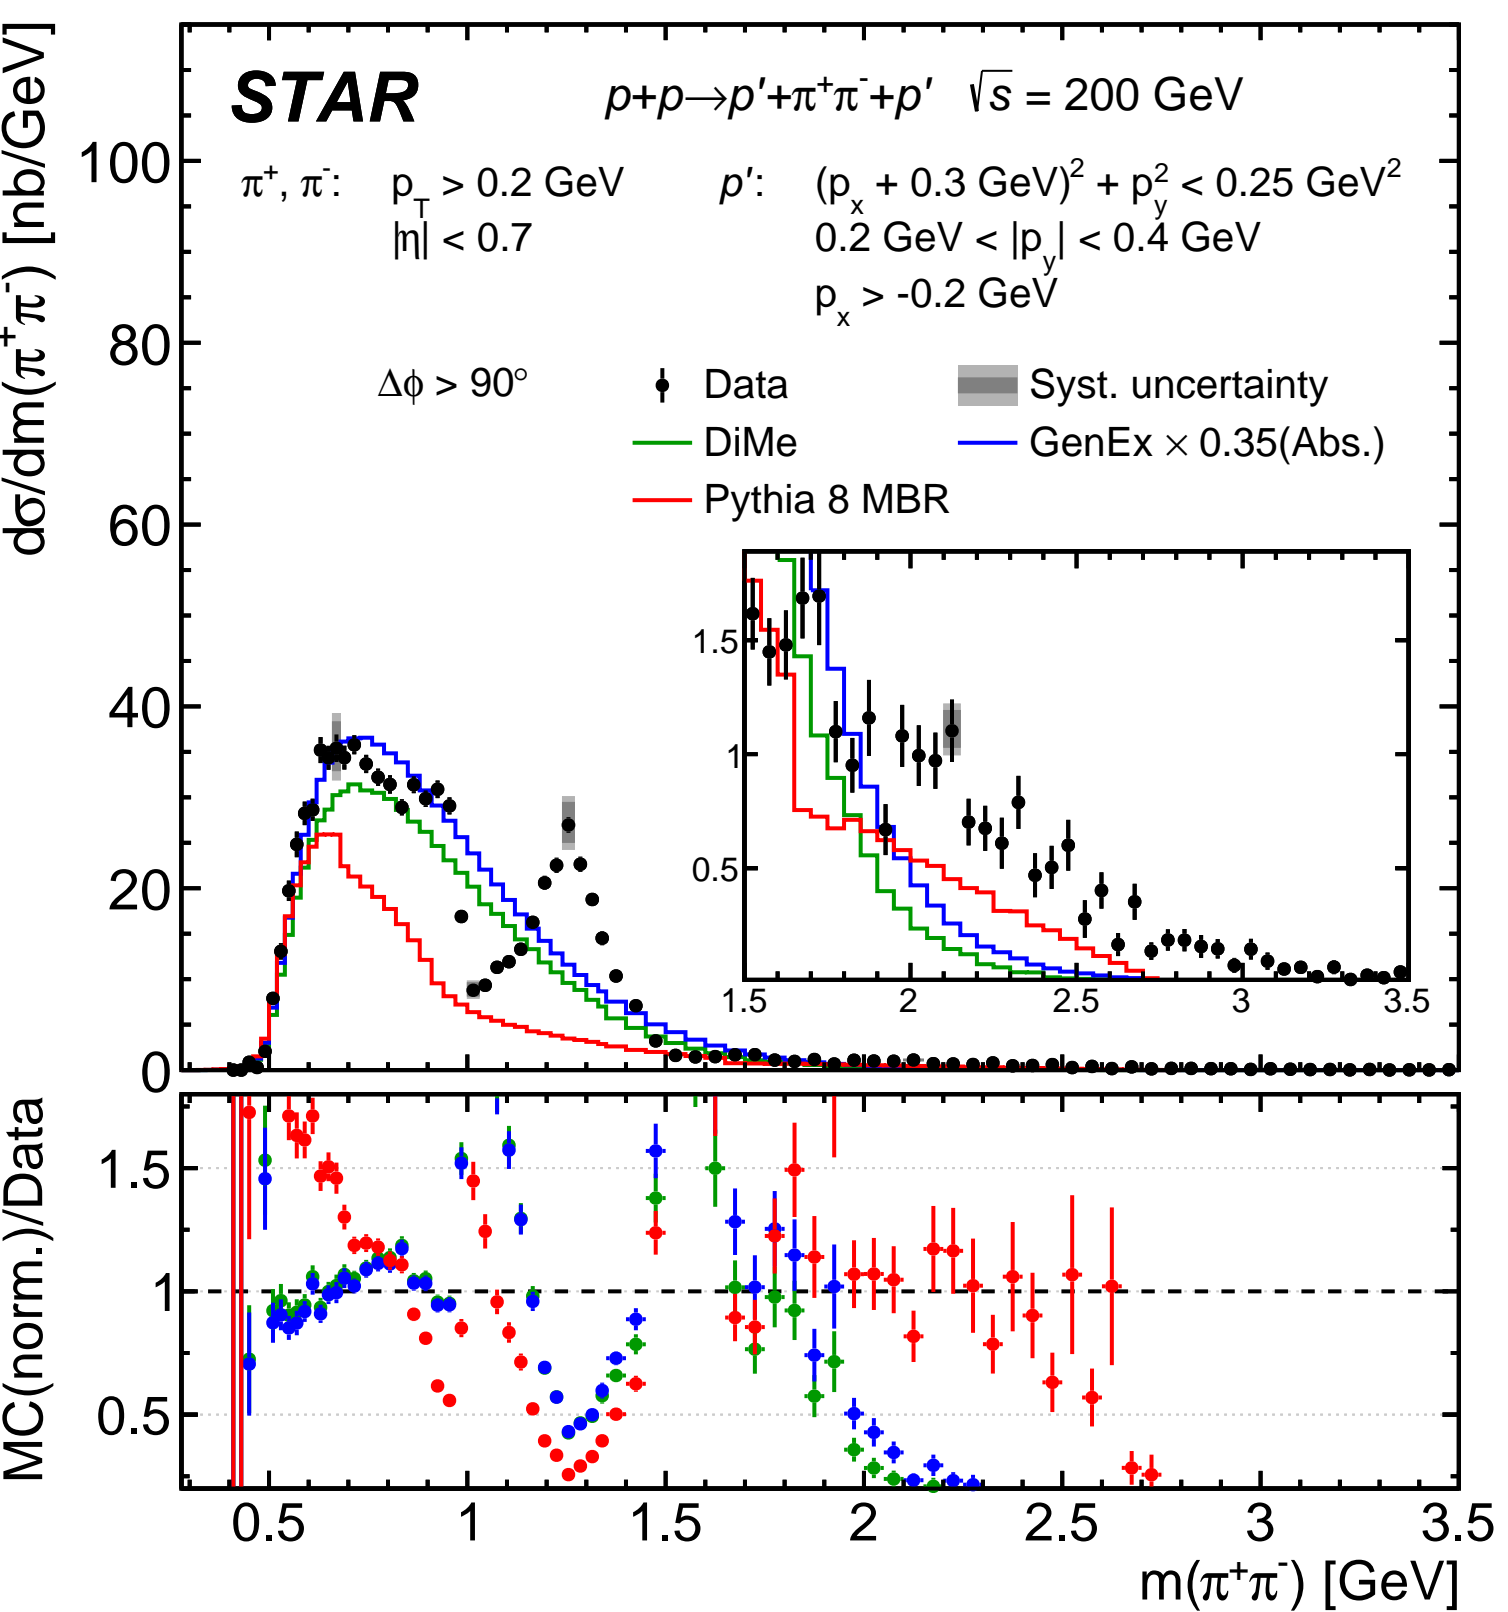 STAR p+p→p′+π⁺π⁻+p′ √s = 200 GeV
π⁺, π⁻: p_T > 0.2 GeV p′: (p_x + 0.3 GeV)² + p_y² < 0.25 GeV²
|η| < 0.7 0.2 GeV < |p_y| < 0.4 GeV
p_x > -0.2 GeV
Δϕ > 90° Data Syst. uncertainty
DiMe GenEx × 0.35(Abs.)
Pythia 8 MBR
dσ/dm(π⁺π⁻) [nb/GeV]
100
80
60
40
20
0
1.5
1
0.5
1.5 2 2.5 3 3.5
MC(norm.)/Data
1.5
1
0.5
0.5 1 1.5 2 2.5 3 3.5
m(π⁺π⁻) [GeV]